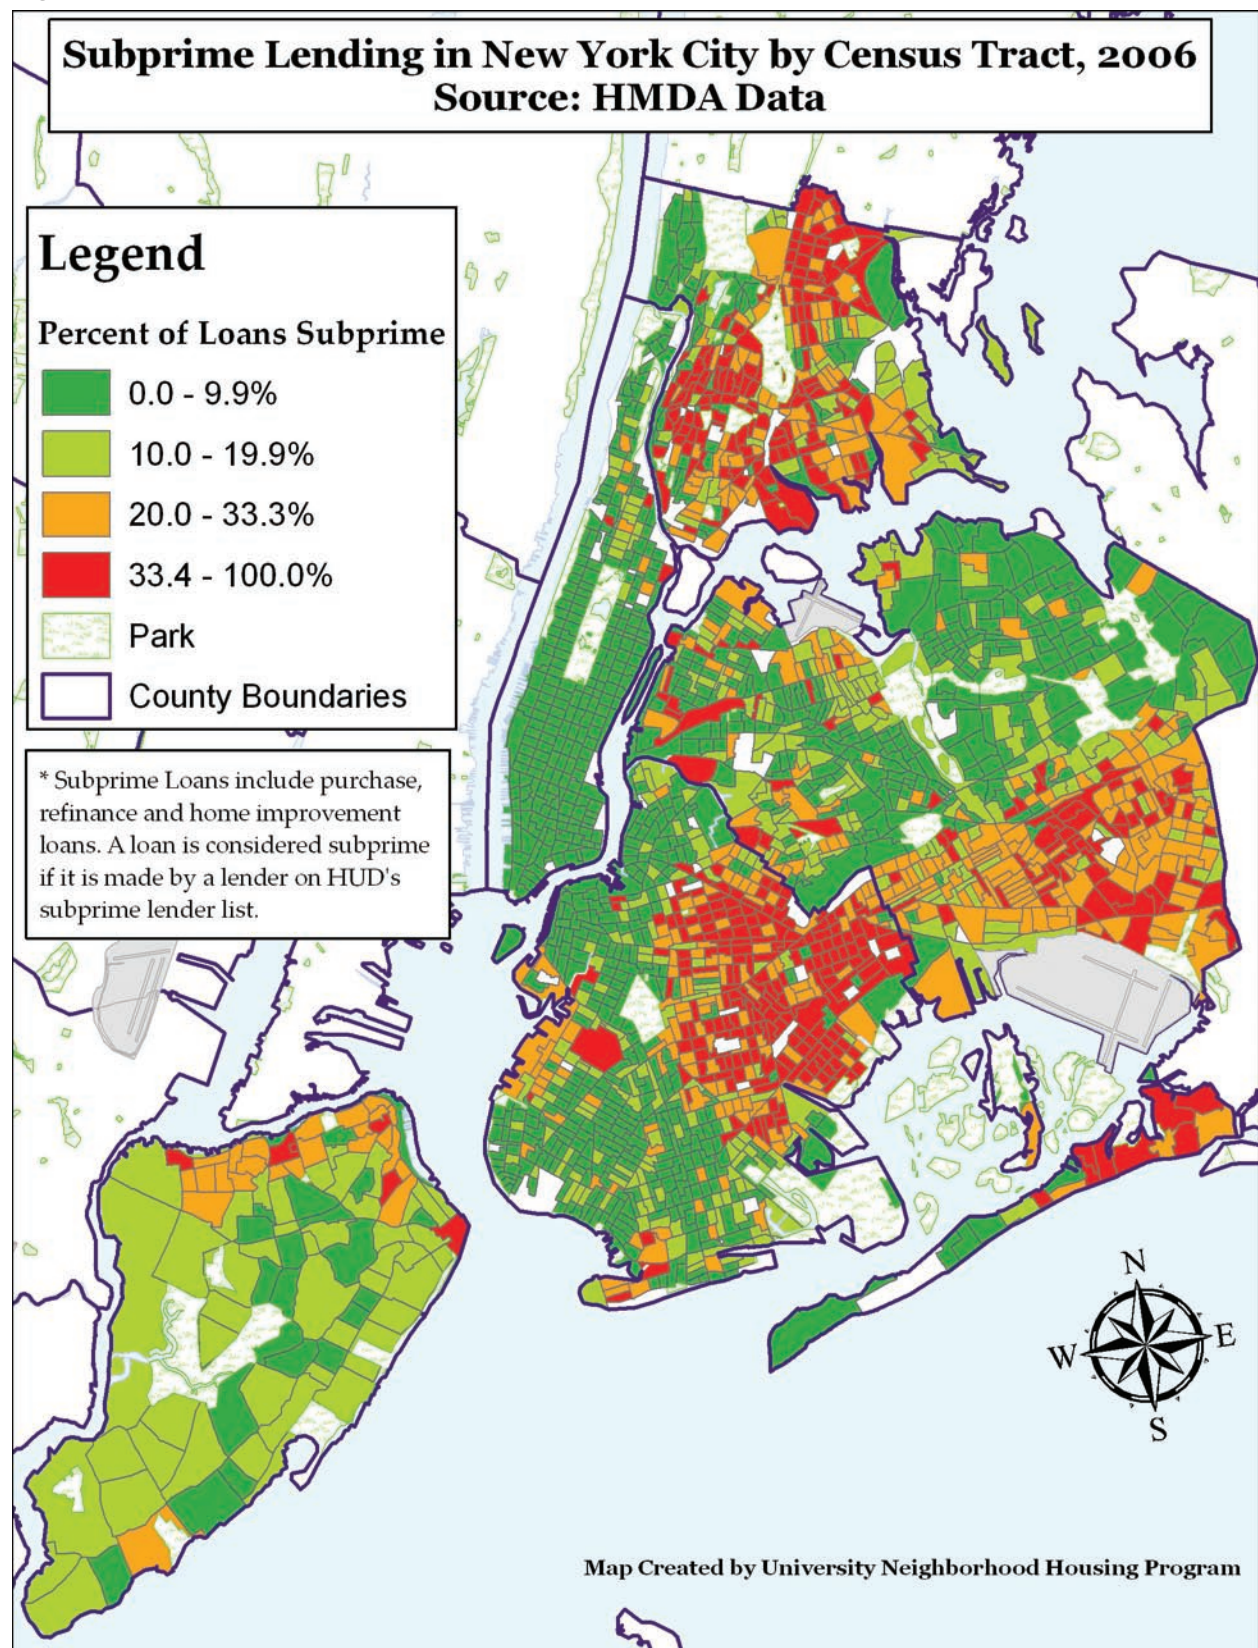 Subprime Lending in New York City by Census Tract, 2006
Source: HMDA Data
Legend
Percent of Loans Subprime
0.0 - 9.9%
10.0 - 19.9%
20.0 - 33.3%
33.4 - 100.0%
Park
County Boundaries
* Subprime Loans include purchase,
refinance and home improvement
loans. A loan is considered subprime
if it is made by a lender on HUD's
subprime lender list.
N
W
E
S
Map Created by University Neighborhood Housing Program